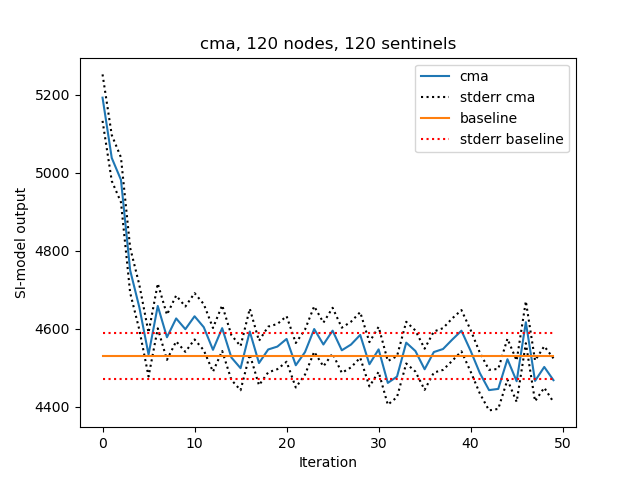 cma, 120 nodes, 120 sentinels
cma
stderr cma
baseline
stderr baseline
SI-model output
5200
5000
4800
4600
4400
0 10 20 30 40 50
Iteration